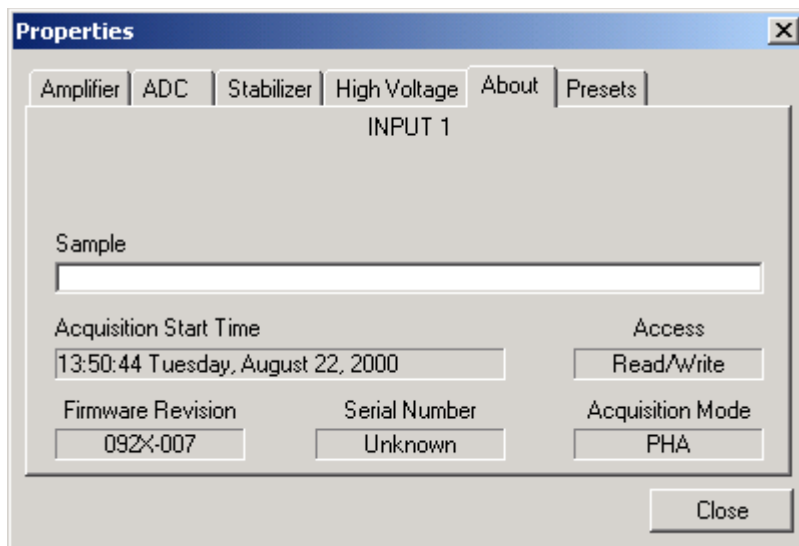 Properties
Amplifier ADC Stabilizer High Voltage About Presets
INPUT 1
Sample
Acquisition Start Time Access
13:50:44 Tuesday, August 22, 2000 Read/Write
Firmware Revision Serial Number Acquisition Mode
092X-007 Unknown PHA
Close